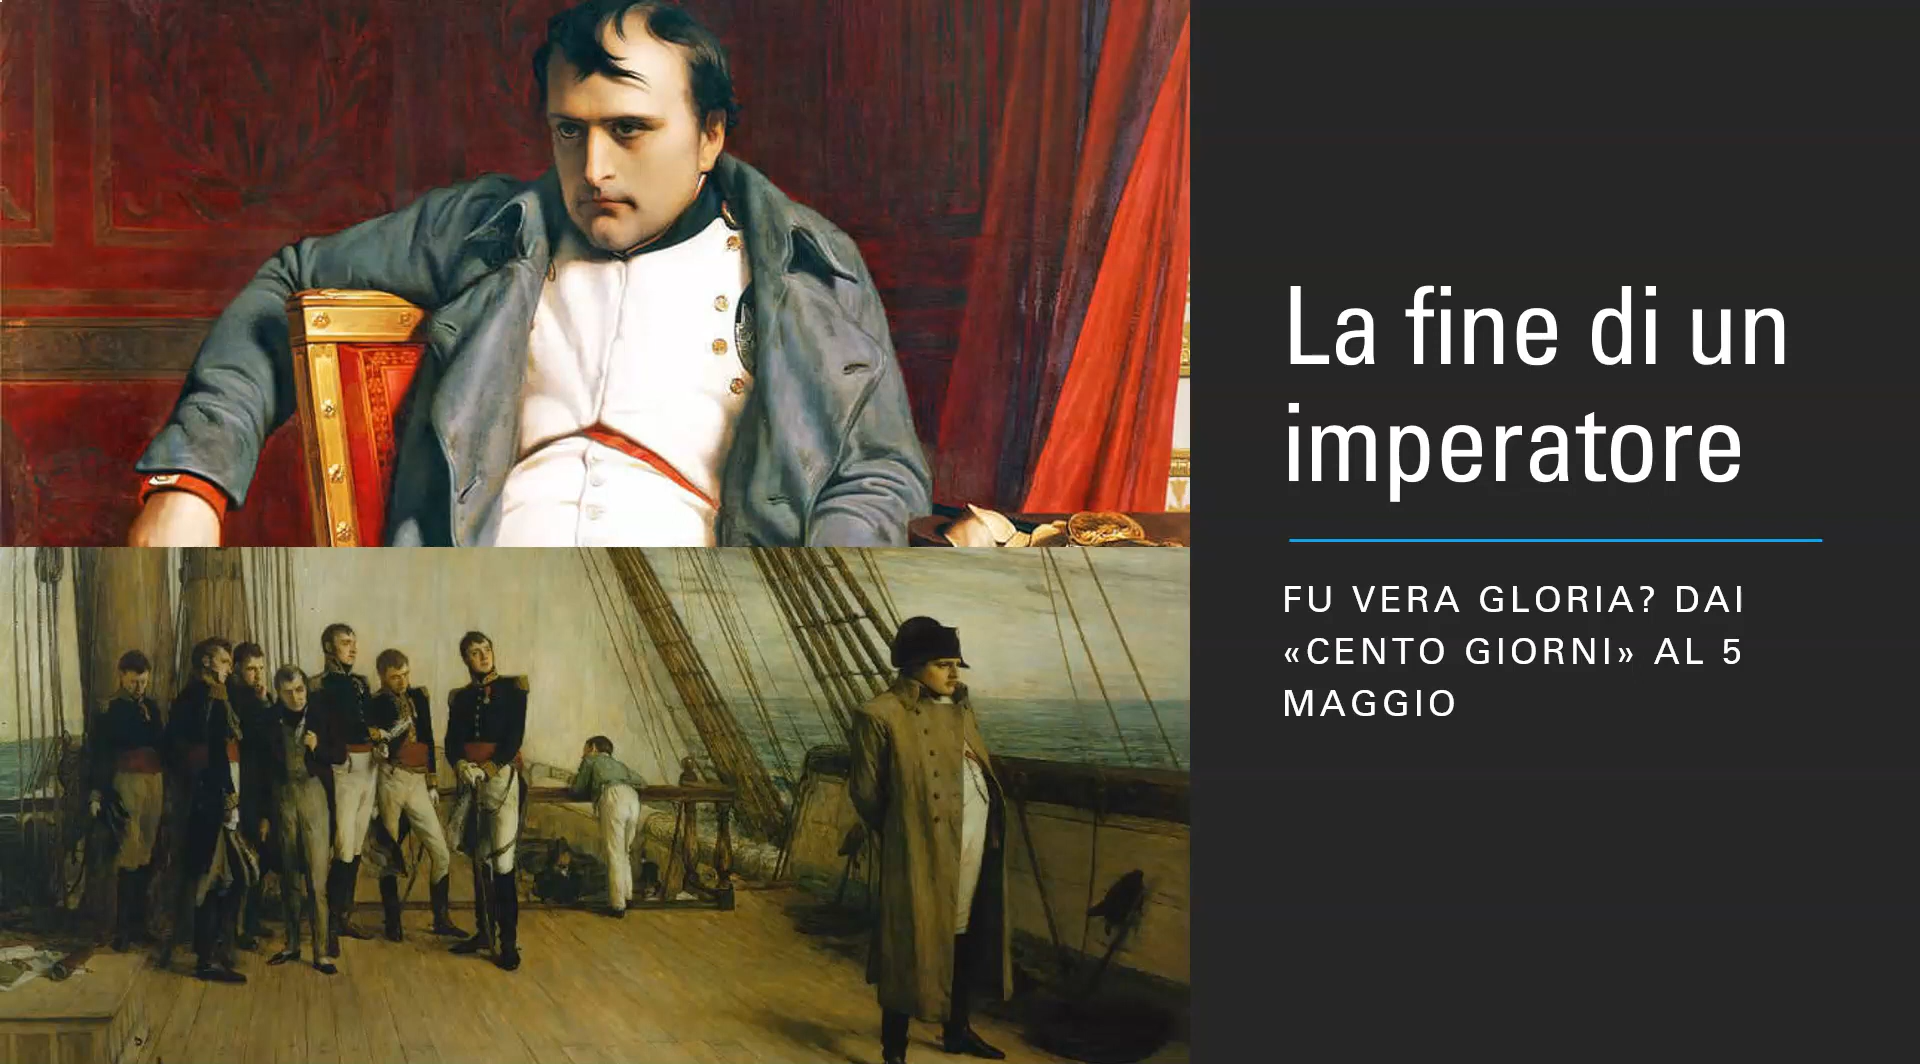 La fine di un
imperatore
FU VERA GLORIA? DAI
«CENTO GIORNI» AL 5
MAGGIO